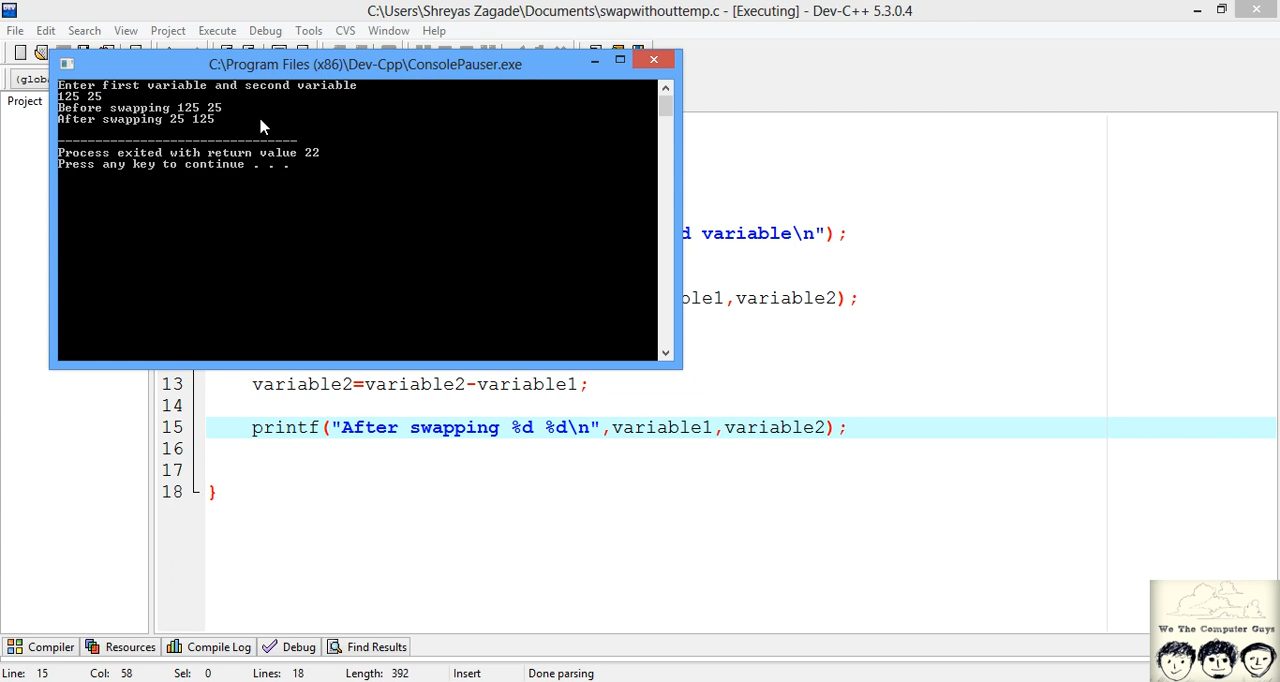 C:\Users\Shreyas Zagade\Documents\swapwithouttemp.c - [Executing] - Dev-C++ 5.3.0.4
File Edit Search View Project Execute Debug Tools CVS Window Help
C:\Program Files (x86)\Dev-Cpp\ConsolePauser.exe
(globa
Project
Enter first variable and second variable
125 25
Before swapping 125 25
After swapping 25 125
--------------------------------
Process exited with return value 22
Press any key to continue . . .
d variable\n");
ble1,variable2);
13 variable2=variable2-variable1;
14
15 printf("After swapping %d %d\n",variable1,variable2);
16
17
18 }
We The Computer Guys
Compiler Resources Compile Log Debug Find Results
Line: 15 Col: 58 Sel: 0 Lines: 18 Length: 392 Insert Done parsing